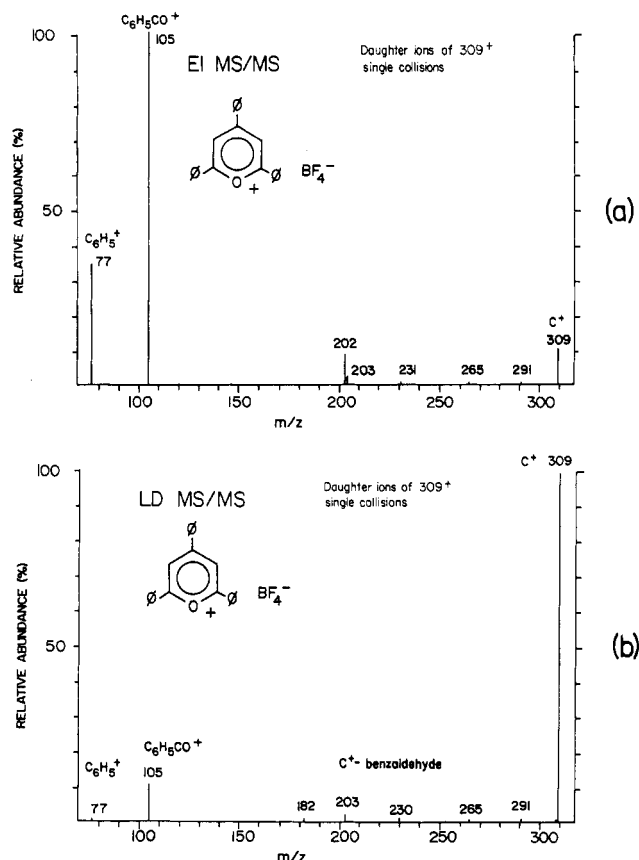 C₆H₅CO⁺
100
105
EI MS/MS
Daughter ions of 309⁺
single collisions
Ø
Ø
O
+
Ø
BF₄⁻
(a)
RELATIVE ABUNDANCE (%)
50
C₆H₅⁺
77
202
203
231
265
291
C⁺
309
100
150
200
250
300
m/z
100
C⁺ 309
LD MS/MS
Daughter ions of 309⁺
single collisions
Ø
Ø
O
+
Ø
BF₄⁻
(b)
RELATIVE ABUNDANCE (%)
50
C₆H₅⁺
77
C₆H₅CO⁺
105
C⁺- benzaldehyde
182
203
230
265
291
100
150
200
250
300
m/z